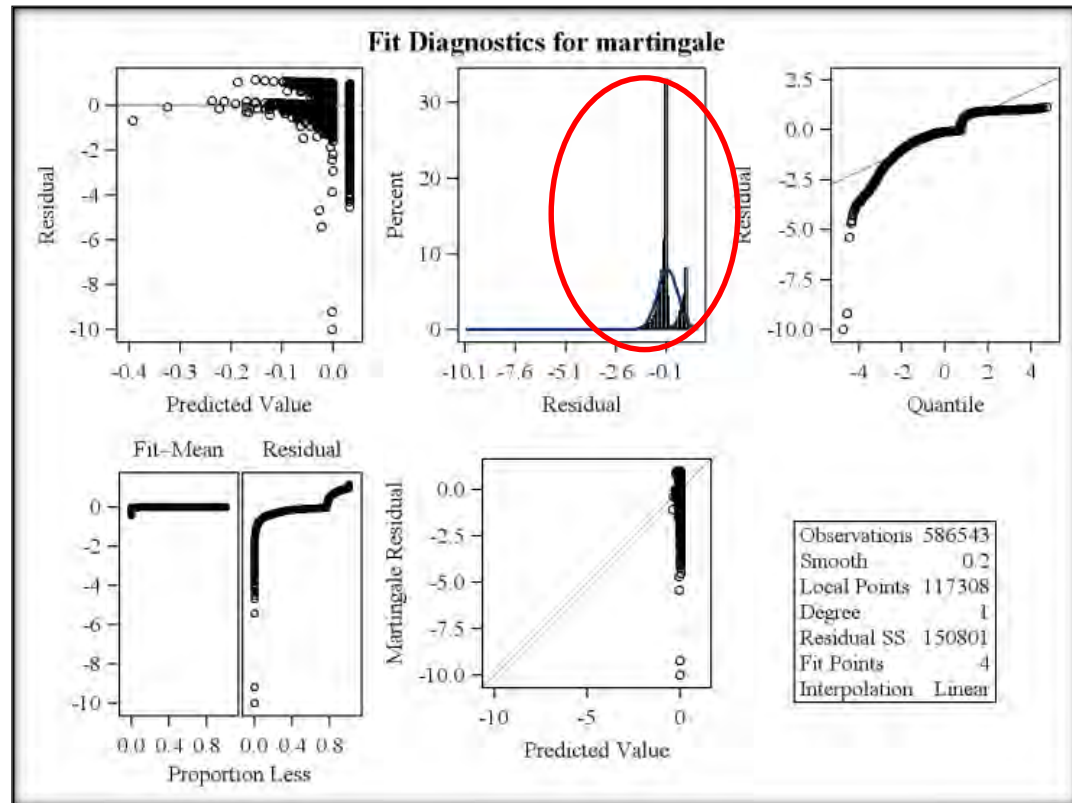 Fit Diagnostics for martingale
Residual
0
-2
-4
-6
-8
-10
-0.4 -0.3 -0.2 -0.1 0.0
Predicted Value
Percent
30
20
10
0
-10.1 -7.6 -5.1 -2.6 -0.1
Residual
Residual
2.5
0.0
-2.5
-5.0
-7.5
-10.0
-4 -2 0 2 4
Quantile
Fit–Mean Residual
0
-2
-4
-6
-8
-10
0.0 0.4 0.8 0.0 0.4 0.8
Proportion Less
Martingale Residual
0.0
-2.5
-5.0
-7.5
-10.0
-10 -5 0
Predicted Value
Observations 586543
Smooth 0.2
Local Points 117308
Degree 1
Residual SS 150801
Fit Points 4
Interpolation Linear